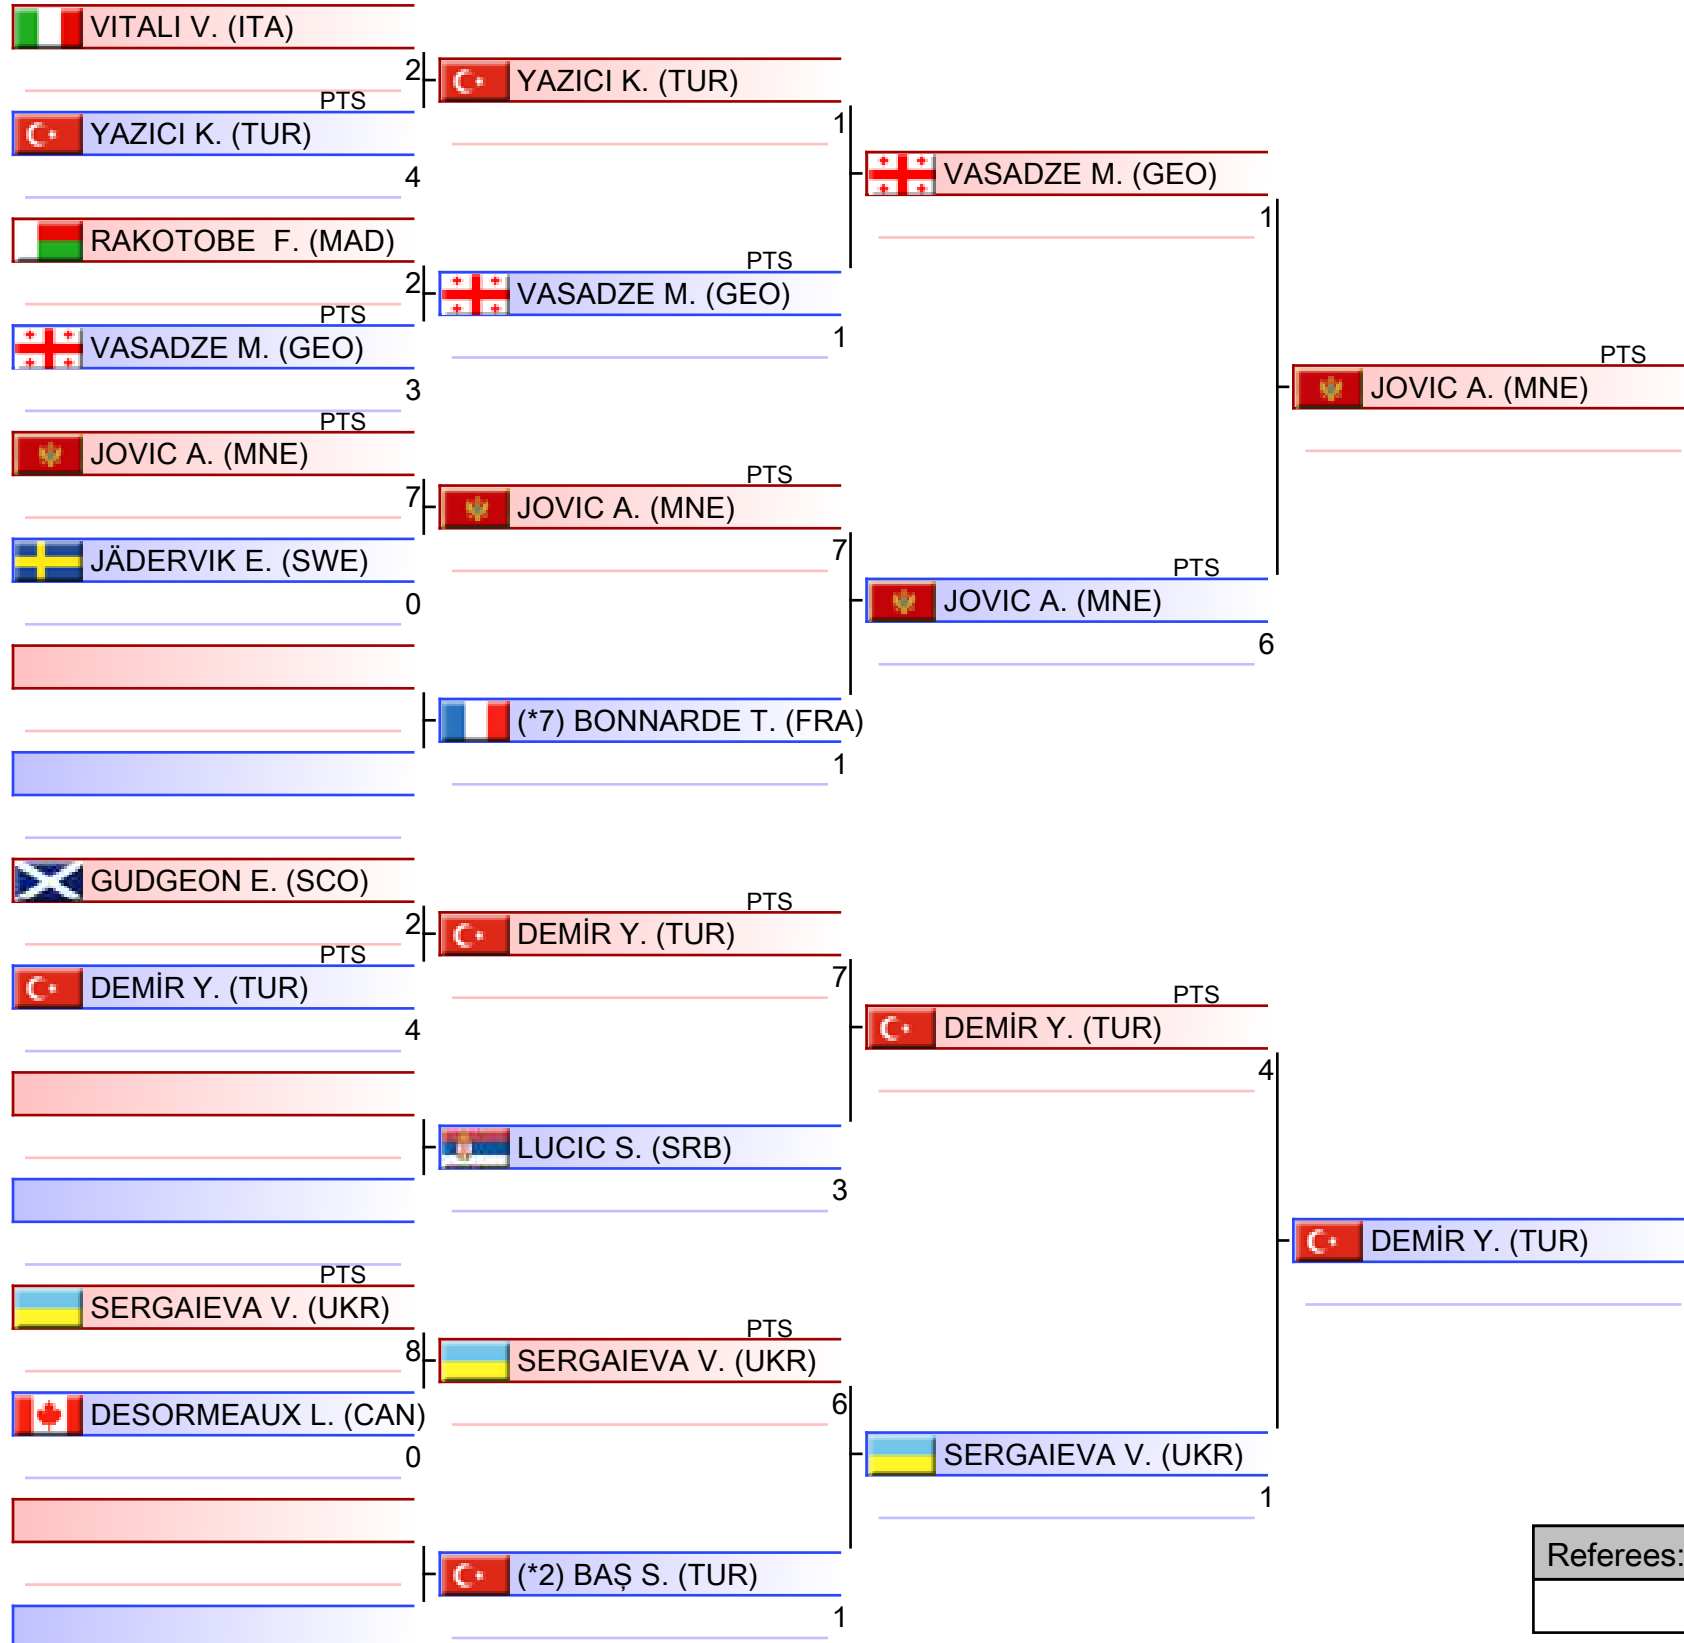 VITALI V. (ITA)
2
PTS
YAZICI K. (TUR)
4
RAKOTOBE  F. (MAD)
2
PTS
VASADZE M. (GEO)
3
PTS
JOVIC A. (MNE)
7
JÄDERVIK E. (SWE)
0
GUDGEON E. (SCO)
2
PTS
DEMİR Y. (TUR)
4
PTS
SERGAIEVA V. (UKR)
8
DESORMEAUX L. (CAN)
0
YAZICI K. (TUR)
1
PTS
VASADZE M. (GEO)
1
PTS
JOVIC A. (MNE)
7
(*7) BONNARDE T. (FRA)
1
PTS
DEMİR Y. (TUR)
7
LUCIC S. (SRB)
3
PTS
SERGAIEVA V. (UKR)
6
(*2) BAŞ S. (TUR)
1
VASADZE M. (GEO)
1
PTS
JOVIC A. (MNE)
6
PTS
DEMİR Y. (TUR)
4
SERGAIEVA V. (UKR)
1
PTS
JOVIC A. (MNE)
DEMİR Y. (TUR)
Referees: